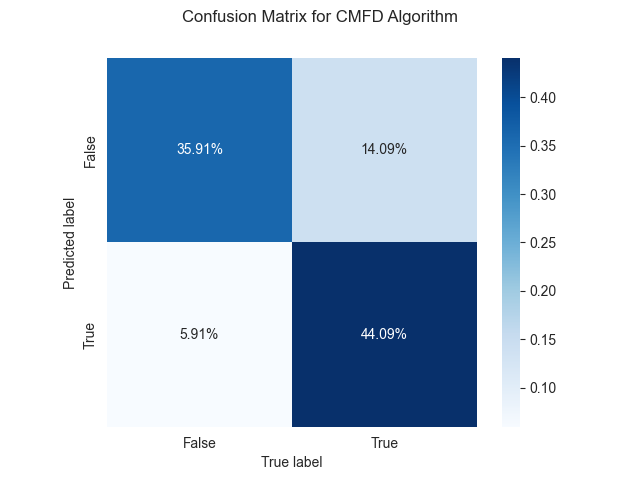 Confusion Matrix for CMFD Algorithm
Predicted label
False
True
35.91%
14.09%
5.91%
44.09%
False
True
True label
0.40
0.35
0.30
0.25
0.20
0.15
0.10